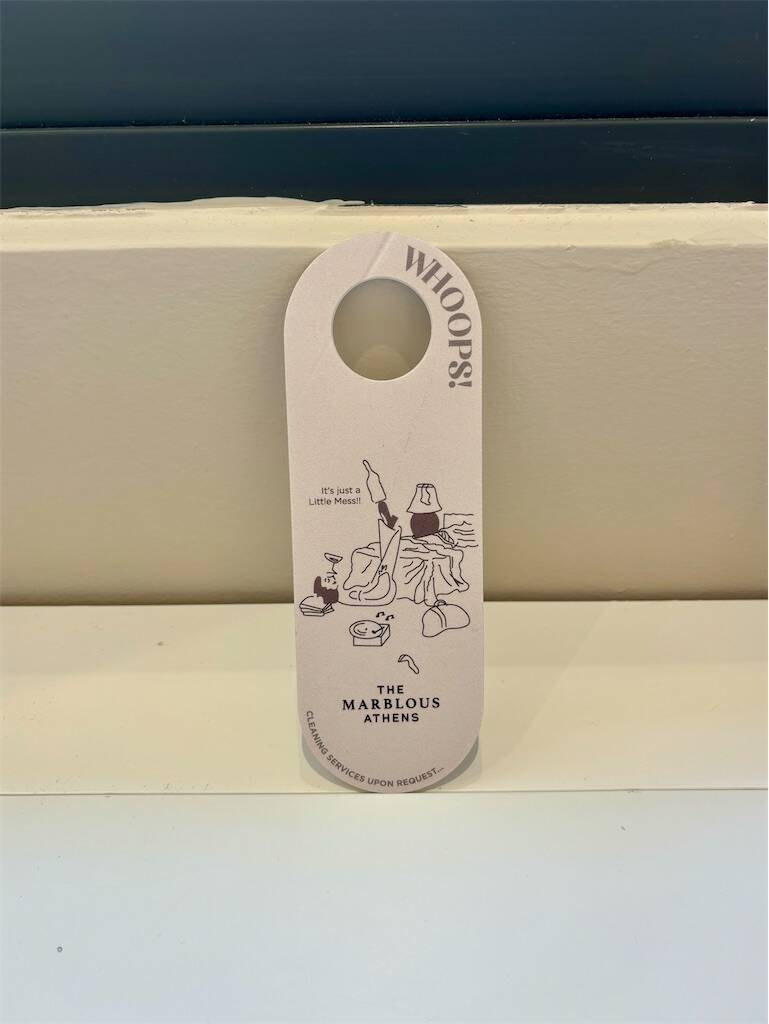 WHOOPS!
It's just a
Little Mess!!
THE
MARBLOUS
ATHENS
CLEANING SERVICES UPON REQUEST...